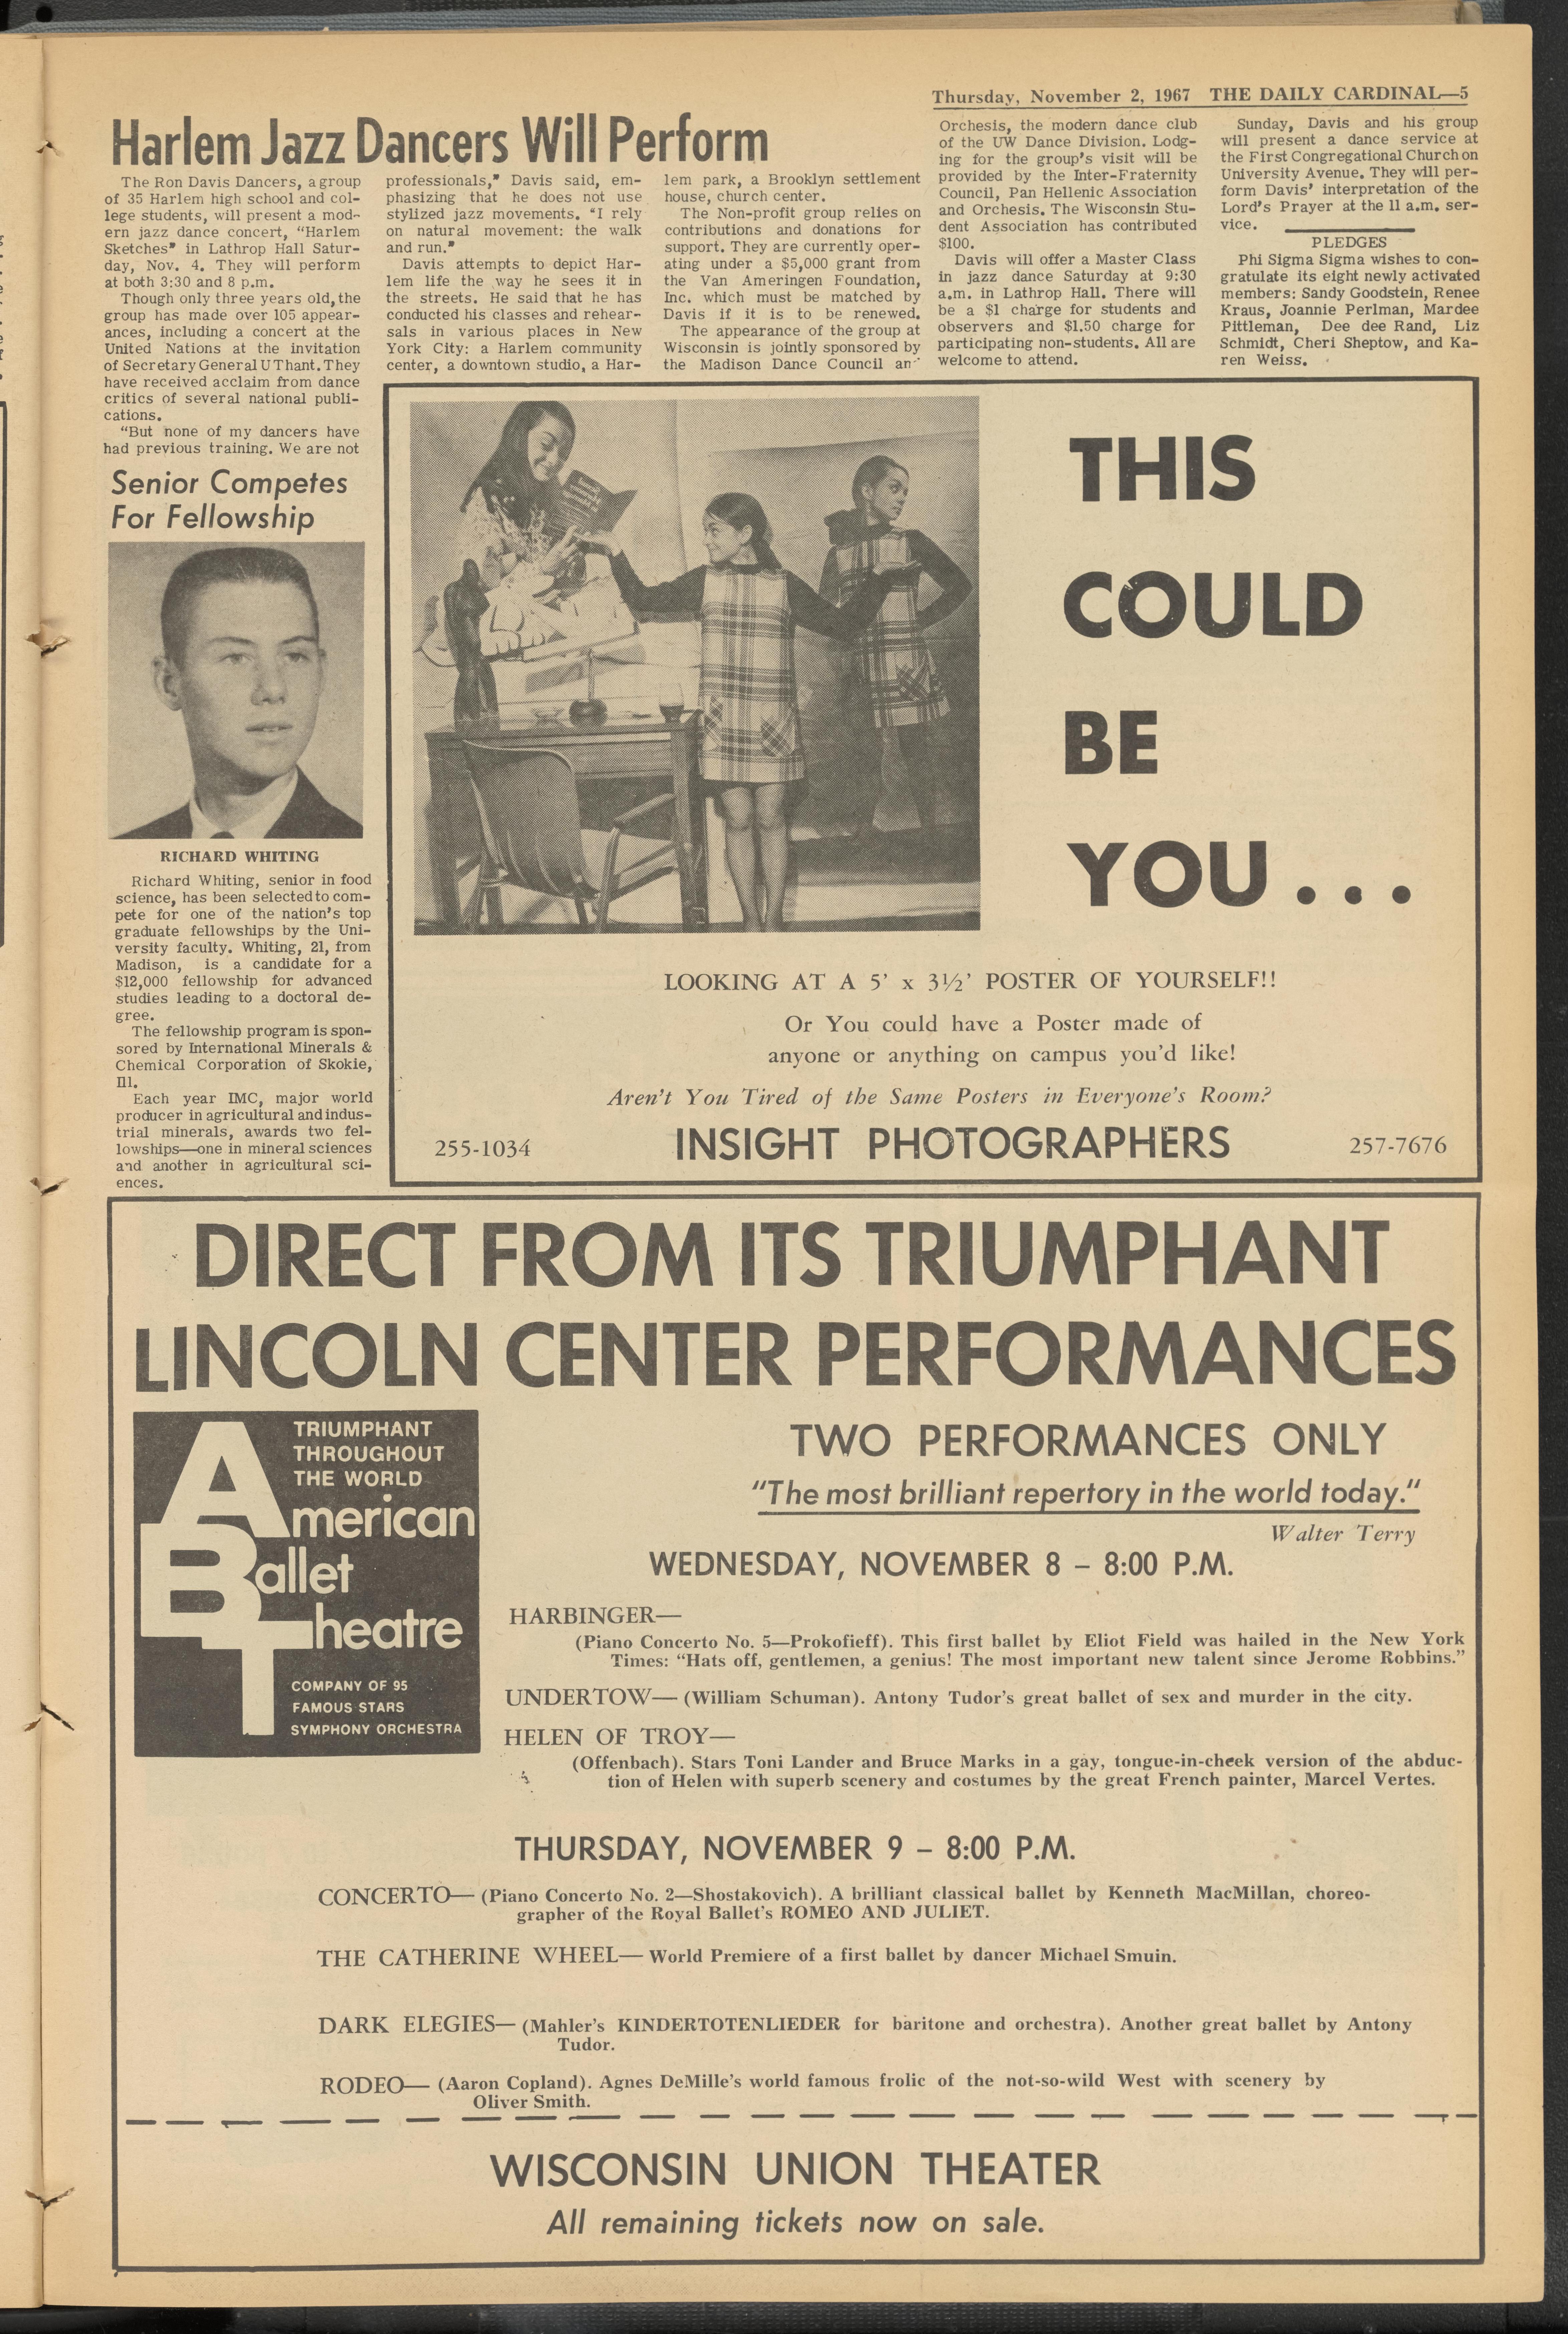 Thursday, November 2, 1967 THE DAILY CARDINAL—5
Harlem Jazz Dancers Will Perform
The Ron Davis Dancers, a group
of 35 Harlem high school and col-
lege students, will present a mod-
ern jazz dance concert, "Harlem
Sketches" in Lathrop Hall Satur-
day, Nov. 4. They will perform
at both 3:30 and 8 p.m.
Though only three years old, the
group has made over 105 appear-
ances, including a concert at the
United Nations at the invitation
of Secretary General U Thant. They
have received acclaim from dance
critics of several national publi-
cations.
"But none of my dancers have
had previous training. We are not
professionals," Davis said, em-
phasizing that he does not use
stylized jazz movements. "I rely
on natural movement: the walk
and run."
Davis attempts to depict Har-
lem life the way he sees it in
the streets. He said that he has
conducted his classes and rehear-
sals in various places in New
York City: a Harlem community
center, a downtown studio, a Har-
lem park, a Brooklyn settlement
house, church center.
The Non-profit group relies on
contributions and donations for
support. They are currently oper-
ating under a $5,000 grant from
the Van Ameringen Foundation,
Inc. which must be matched by
Davis if it is to be renewed.
The appearance of the group at
Wisconsin is jointly sponsored by
the Madison Dance Council an
Orchesis, the modern dance club
of the UW Dance Division. Lodg-
ing for the group's visit will be
provided by the Inter-Fraternity
Council, Pan Hellenic Association
and Orchesis. The Wisconsin Stu-
dent Association has contributed
$100.
Davis will offer a Master Class
in jazz dance Saturday at 9:30
a.m. in Lathrop Hall. There will
be a $1 charge for students and
observers and $1.50 charge for
participating non-students. All are
welcome to attend.
Sunday, Davis and his group
will present a dance service at
the First Congregational Church on
University Avenue. They will per-
form Davis' interpretation of the
Lord's Prayer at the 11 a.m. ser-
vice.
PLEDGES
Phi Sigma Sigma wishes to con-
gratulate its eight newly activated
members: Sandy Goodstein, Renee
Kraus, Joannie Perlman, Mardee
Pittleman, Dee dee Rand, Liz
Schmidt, Cheri Sheptow, and Ka-
ren Weiss.
Senior Competes
For Fellowship
RICHARD WHITING
Richard Whiting, senior in food
science, has been selected to com-
pete for one of the nation's top
graduate fellowships by the Uni-
versity faculty. Whiting, 21, from
Madison, is a candidate for a
$12,000 fellowship for advanced
studies leading to a doctoral de-
gree.
The fellowship program is spon-
sored by International Minerals &
Chemical Corporation of Skokie,
Ill.
Each year IMC, major world
producer in agricultural and indus-
trial minerals, awards two fel-
lowships—one in mineral sciences
and another in agricultural sci-
ences.
THIS
COULD
BE
YOU...
LOOKING AT A 5' x 3½' POSTER OF YOURSELF!!
Or You could have a Poster made of
anyone or anything on campus you'd like!
Aren't You Tired of the Same Posters in Everyone's Room?
255-1034 INSIGHT PHOTOGRAPHERS 257-7676
DIRECT FROM ITS TRIUMPHANT
LINCOLN CENTER PERFORMANCES
TRIUMPHANT
THROUGHOUT
THE WORLD
American
Ballet
Theatre
COMPANY OF 95
FAMOUS STARS
SYMPHONY ORCHESTRA
TWO PERFORMANCES ONLY
"The most brilliant repertory in the world today."
Walter Terry
WEDNESDAY, NOVEMBER 8 – 8:00 P.M.
HARBINGER—
(Piano Concerto No. 5—Prokofieff). This first ballet by Eliot Field was hailed in the New York
Times: "Hats off, gentlemen, a genius! The most important new talent since Jerome Robbins."
UNDERTOW— (William Schuman). Antony Tudor's great ballet of sex and murder in the city.
HELEN OF TROY—
(Offenbach). Stars Toni Lander and Bruce Marks in a gay, tongue-in-cheek version of the abduc-
tion of Helen with superb scenery and costumes by the great French painter, Marcel Vertes.
THURSDAY, NOVEMBER 9 – 8:00 P.M.
CONCERTO— (Piano Concerto No. 2—Shostakovich). A brilliant classical ballet by Kenneth MacMillan, choreo-
grapher of the Royal Ballet's ROMEO AND JULIET.
THE CATHERINE WHEEL— World Premiere of a first ballet by dancer Michael Smuin.
DARK ELEGIES— (Mahler's KINDERTOTENLIEDER for baritone and orchestra). Another great ballet by Antony
Tudor.
RODEO— (Aaron Copland). Agnes DeMille's world famous frolic of the not-so-wild West with scenery by
Oliver Smith.
WISCONSIN UNION THEATER
All remaining tickets now on sale.